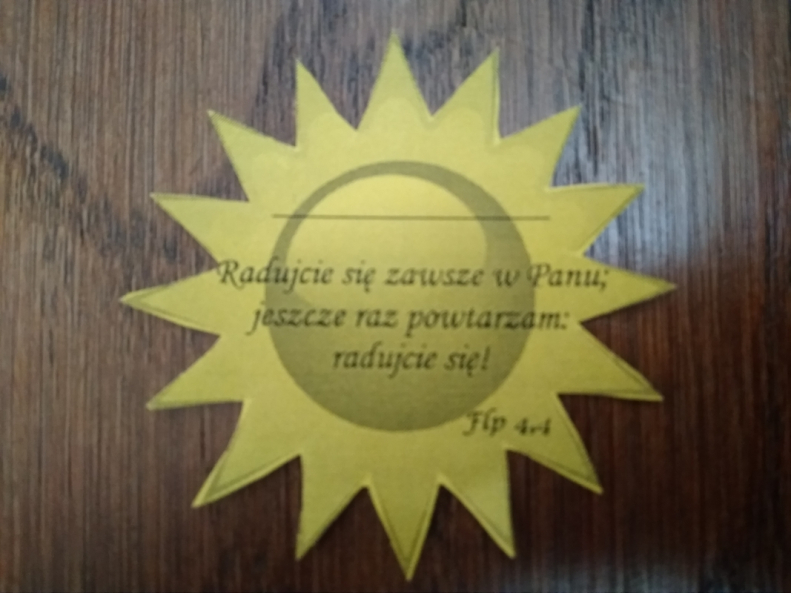 Radujcie się zawsze w Panu;
jeszcze raz powtarzam:
radujcie się!
Flp 4,4